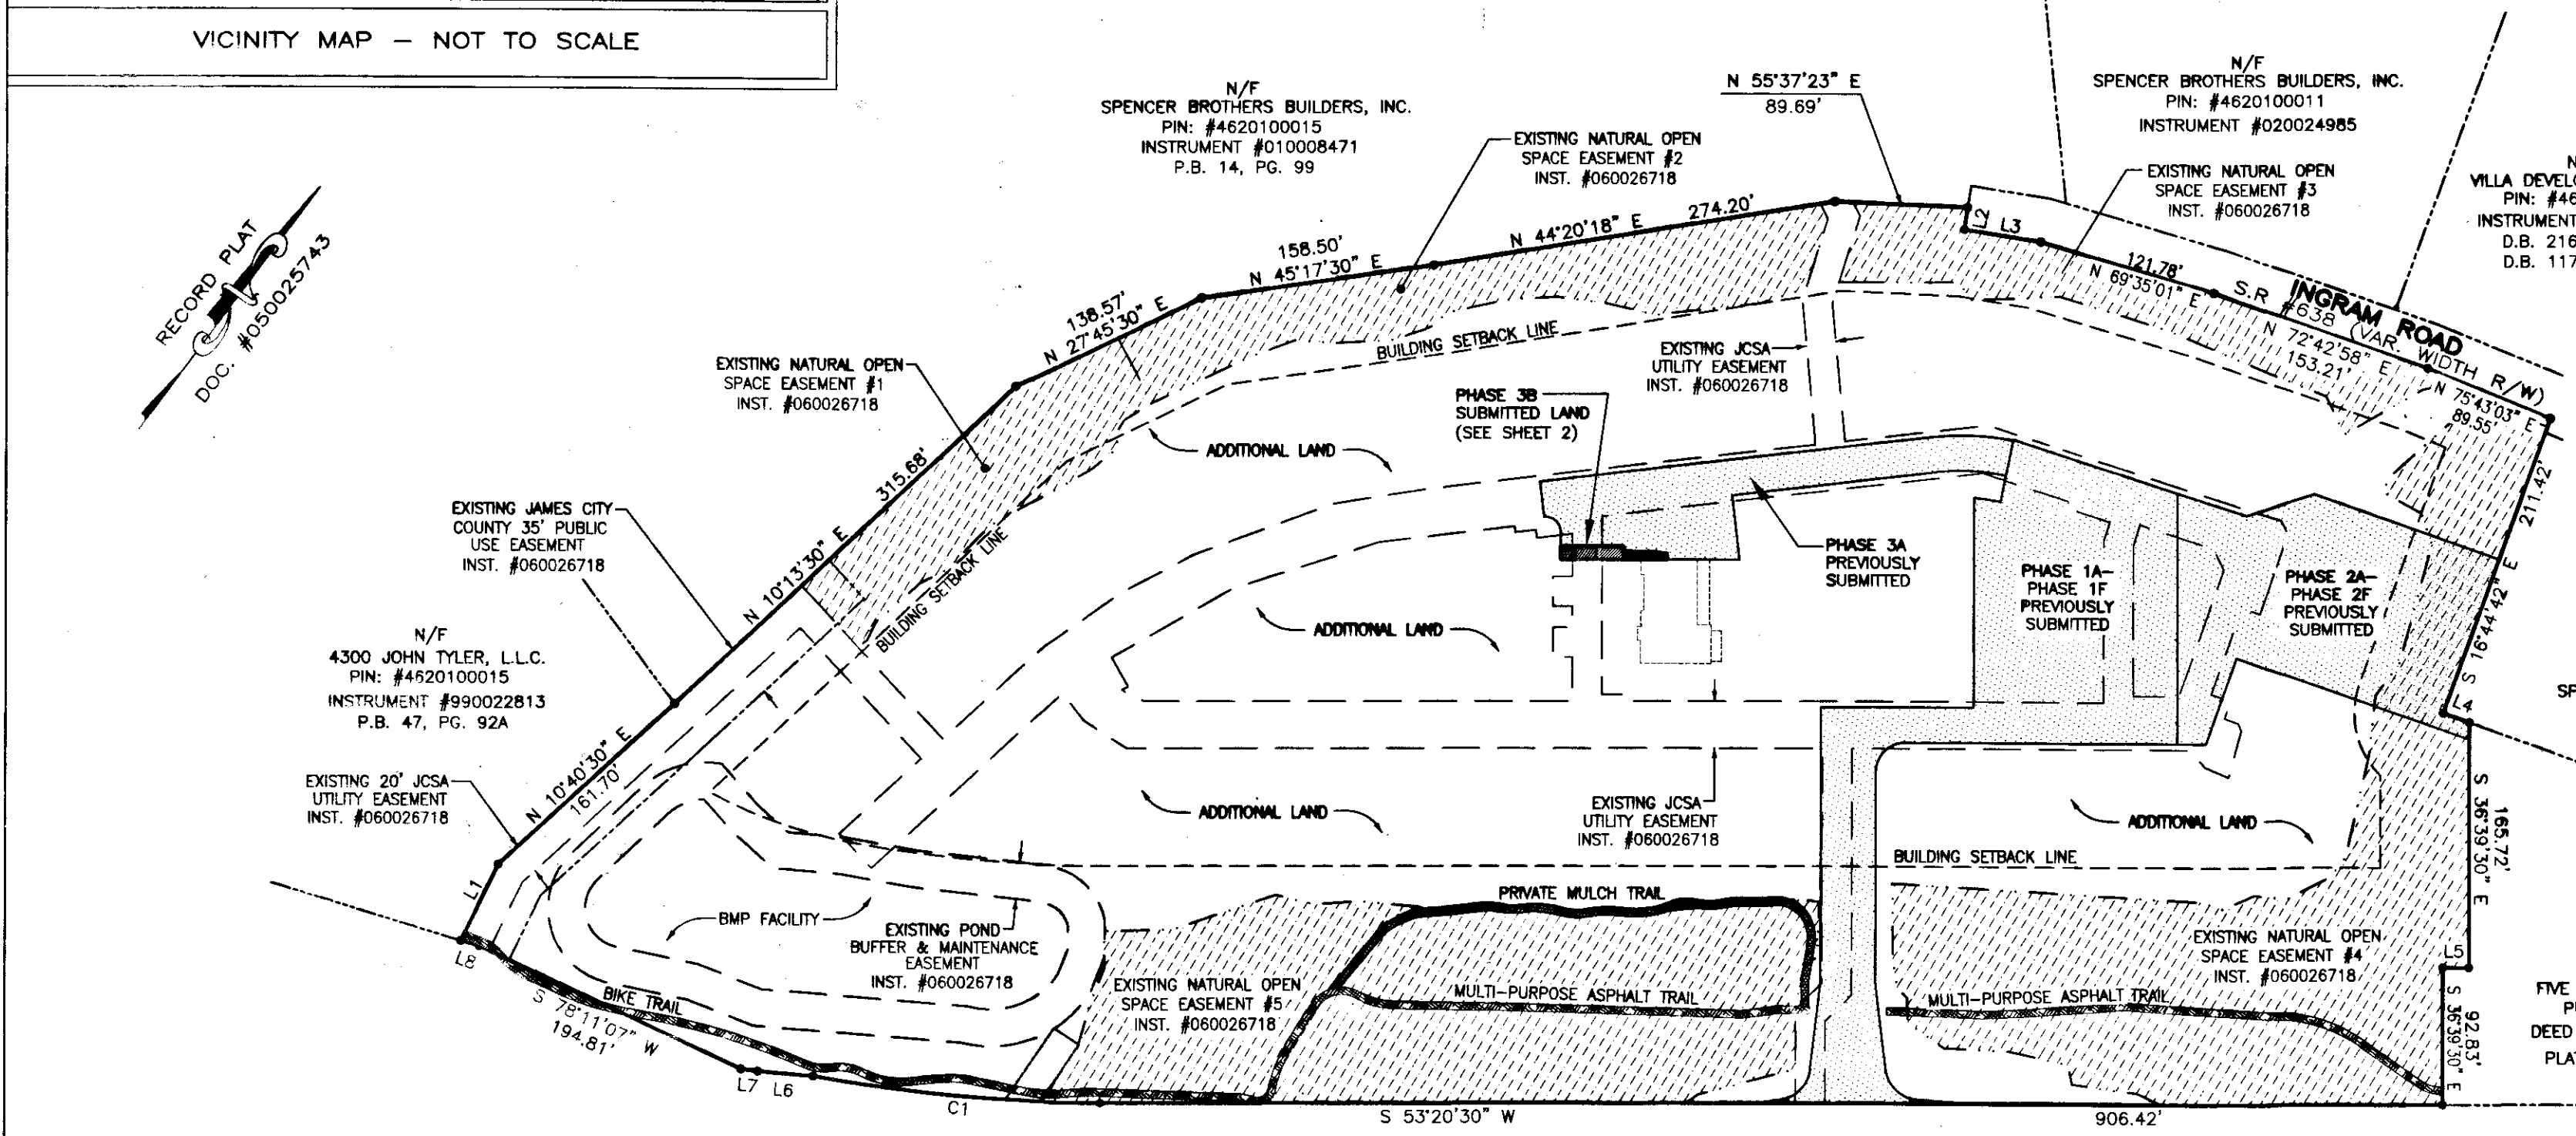 VICINITY MAP – NOT TO SCALE
RECORD PLAT
DOC. #050025743
N/F
SPENCER BROTHERS BUILDERS, INC.
PIN: #4620100015
INSTRUMENT #010008471
P.B. 14, PG. 99
EXISTING NATURAL OPEN
SPACE EASEMENT #2
INST. #060026718
N 55°37'23" E
89.69'
N/F
SPENCER BROTHERS BUILDERS, INC.
PIN: #4620100011
INSTRUMENT #020024985
EXISTING NATURAL OPEN
SPACE EASEMENT #3
INST. #060026718
VILLA DEVEL
PIN: #46
INSTRUMENT
D.B. 216
D.B. 117
L2
L3
121.78'
N 69°35'01" E
INGRAM ROAD
S.R #638 (VAR. WIDTH R/W)
N 72°42'58" E
153.21'
N 75°43'03" E
89.55'
274.20'
N 44°20'18" E
158.50'
N 45°17'30" E
138.57'
N 27°45'30" E
315.68'
N 10°13'30" E
BUILDING SETBACK LINE
BUILDING SETBACK LINE
EXISTING NATURAL OPEN
SPACE EASEMENT #1
INST. #060026718
EXISTING JCSA
UTILITY EASEMENT
INST. #060026718
PHASE 3B
SUBMITTED LAND
(SEE SHEET 2)
ADDITIONAL LAND
EXISTING JAMES CITY
COUNTY 35' PUBLIC
USE EASEMENT
INST. #060026718
PHASE 3A
PREVIOUSLY
SUBMITTED
PHASE 1A-
PHASE 1F
PREVIOUSLY
SUBMITTED
PHASE 2A-
PHASE 2F
PREVIOUSLY
SUBMITTED
211.42'
S 16°44'42" E
L4
ADDITIONAL LAND
N/F
4300 JOHN TYLER, L.L.C.
PIN: #4620100015
INSTRUMENT #990022813
P.B. 47, PG. 92A
N 10°40'30" E
161.70'
EXISTING 20' JCSA
UTILITY EASEMENT
INST. #060026718
L1
ADDITIONAL LAND
EXISTING JCSA
UTILITY EASEMENT
INST. #060026718
ADDITIONAL LAND
BUILDING SETBACK LINE
S 36°39'30" E
165.72'
SP
BMP FACILITY
EXISTING POND
BUFFER & MAINTENANCE
EASEMENT
INST. #060026718
PRIVATE MULCH TRAIL
EXISTING NATURAL OPEN
SPACE EASEMENT #4
INST. #060026718
L5
L8
BIKE TRAIL
S 78°11'07" W
194.81'
EXISTING NATURAL OPEN
SPACE EASEMENT #5
INST. #060026718
MULTI-PURPOSE ASPHALT TRAIL
MULTI-PURPOSE ASPHALT TRAIL
S 36°39'30" E
92.83'
FIVE
DEED
PLA
L7
L6
C1
S 53°20'30" W
906.42'